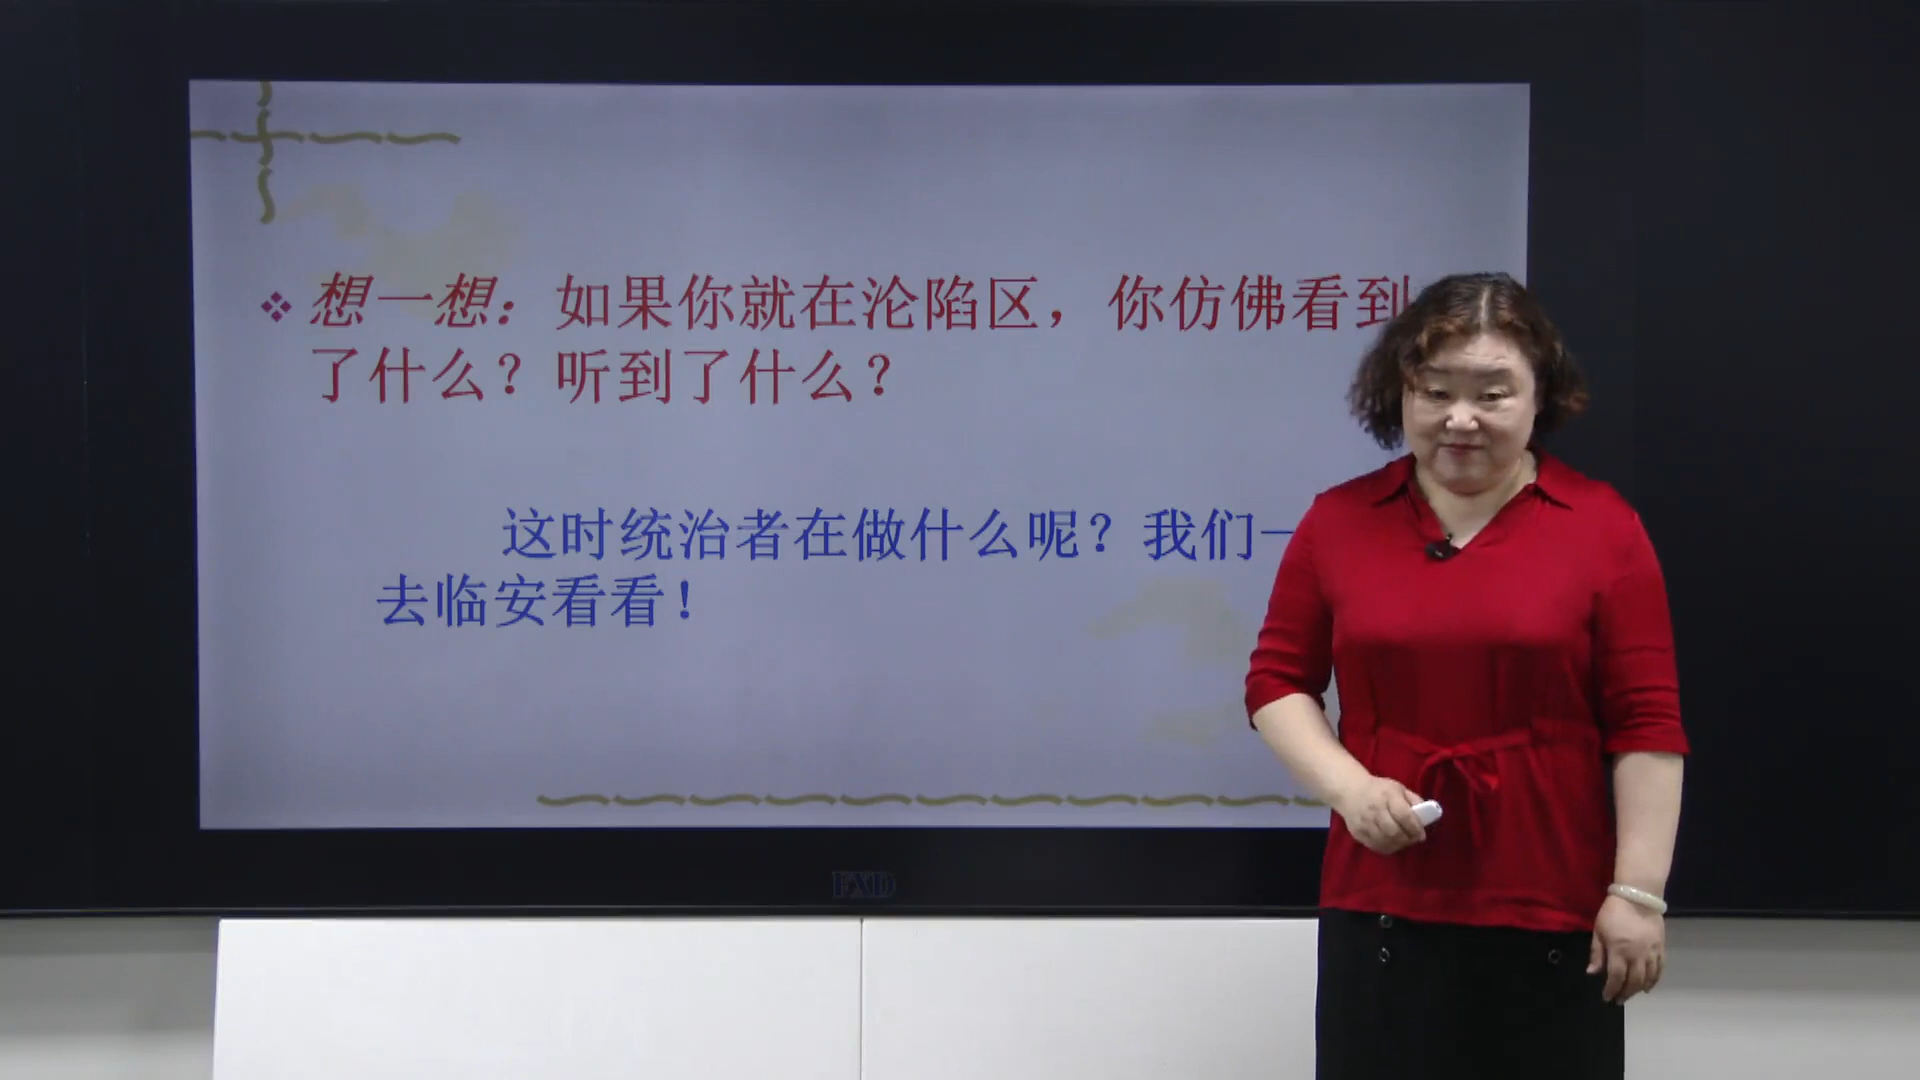 想一想：如果你就在沦陷区，你仿佛看到
了什么？听到了什么？
这时统治者在做什么呢？我们一
去临安看看！
FXD